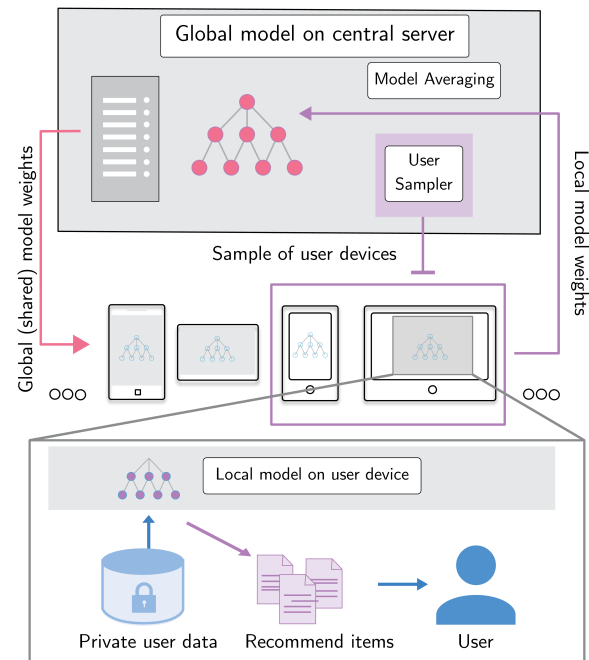 Global model on central server
Model Averaging
User
Sampler
Global (shared) model weights
Local model weights
Sample of user devices
Local model on user device
Private user data
Recommend items
User